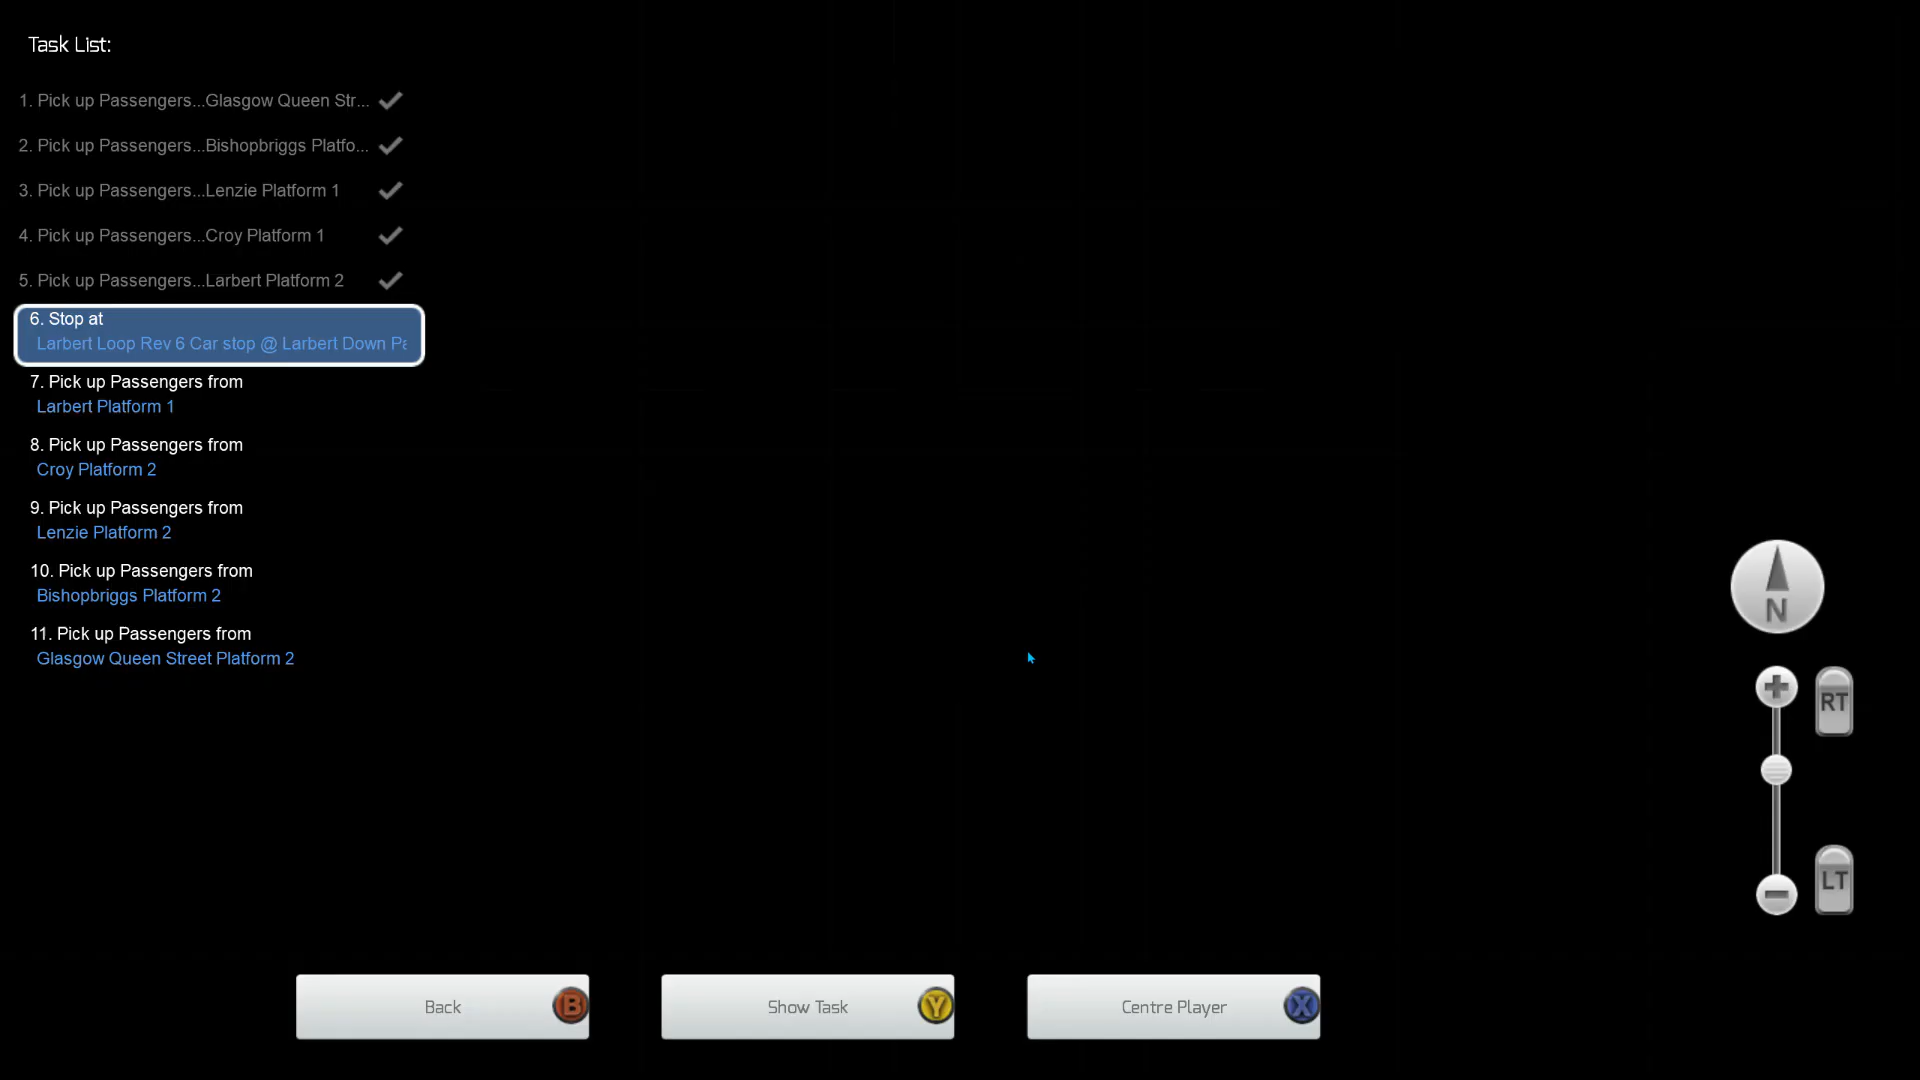 Task List:
1. Pick up Passengers...Glasgow Queen Str...
2. Pick up Passengers...Bishopbriggs Platfo...
3. Pick up Passengers...Lenzie Platform 1
4. Pick up Passengers...Croy Platform 1
5. Pick up Passengers...Larbert Platform 2
6. Stop at
Larbert Loop Rev 6 Car stop @ Larbert Down
7. Pick up Passengers from
Larbert Platform 1
8. Pick up Passengers from
Croy Platform 2
9. Pick up Passengers from
Lenzie Platform 2
10. Pick up Passengers from
Bishopbriggs Platform 2
11. Pick up Passengers from
Glasgow Queen Street Platform 2
N
RT
LT
Back B
Show Task Y
Centre Player X